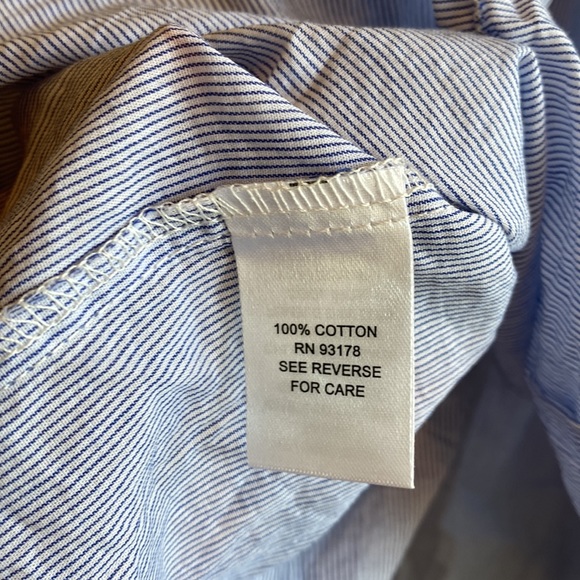 100% COTTON
RN 93178
SEE REVERSE
FOR CARE